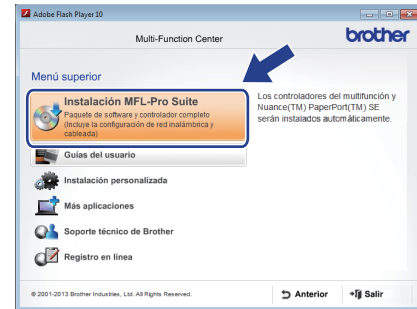 Adobe Flash Player 10
Multi-Function Center
brother
Menú superior
Instalación MFL-Pro Suite
Paquete de software y controlador completo
(Incluye la configuración de red inalámbrica y
cableada)
Los controladores del multifunción y
Nuance(TM) PaperPort(TM) SE
serán instalados automáticamente.
Guías del usuario
Instalación personalizada
Más aplicaciones
Soporte técnico de Brother
Registro en línea
© 2001-2013 Brother Industries, Ltd. All Rights Reserved.
Anterior
Salir